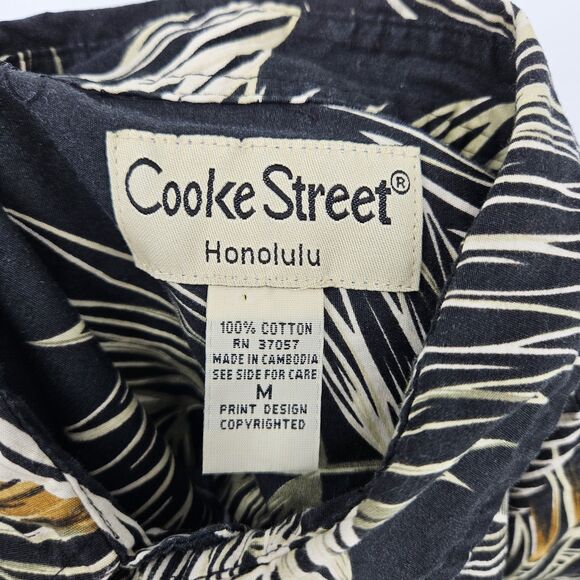 Cooke Street®
Honolulu
100% COTTON
RN 37057
MADE IN CAMBODIA
SEE SIDE FOR CARE
M
PRINT DESIGN
COPYRIGHTED